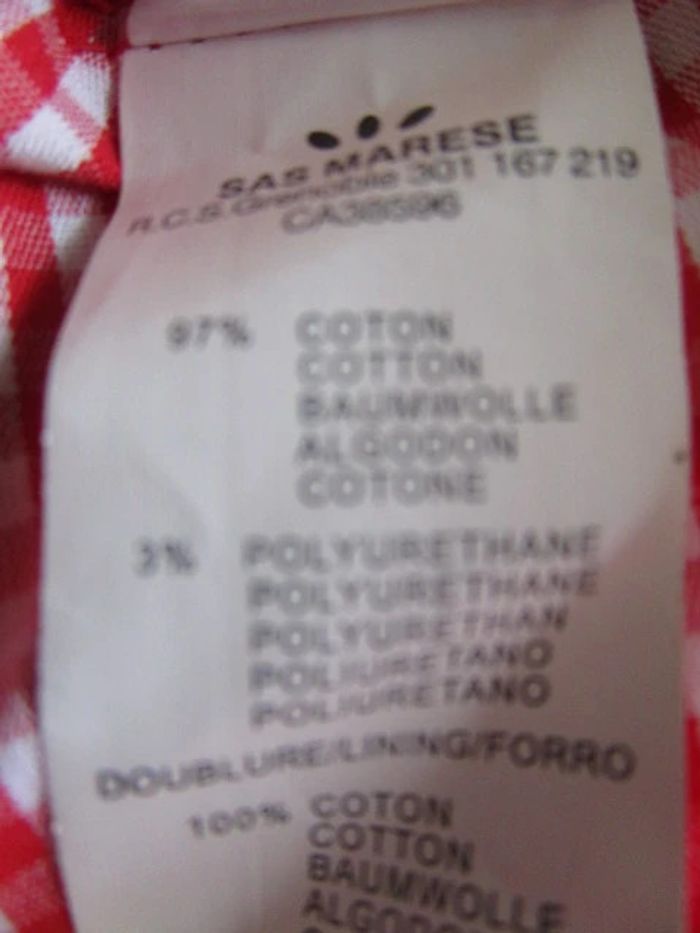 SAS MARESE
R.C.S. Grenoble 301 167 219
CA38596
97% COTON
COTTON
BAUMWOLLE
ALGODON
COTONE
3% POLYURETHANE
POLYURETHANE
POLYURETHAN
POLIURETANO
POLIURETANO
DOUBLURE/LINING/FORRO
100% COTON
COTTON
BAUMWOLLE
ALGODON